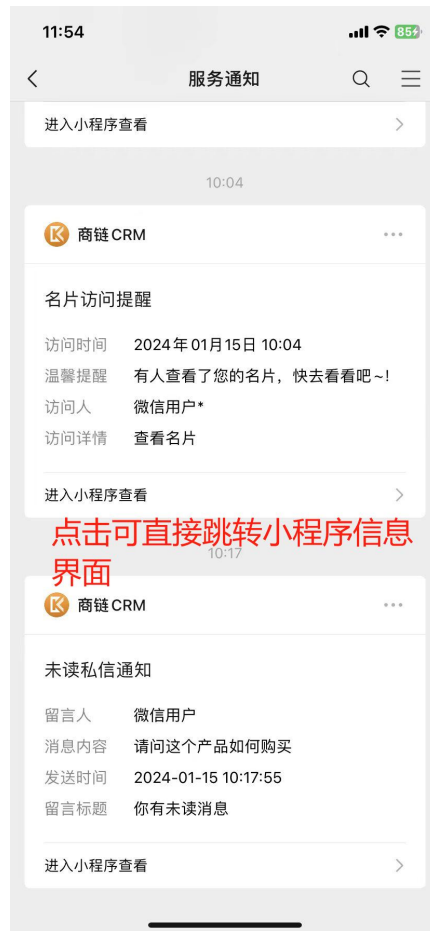 11:54
85
服务通知
进入小程序查看
10:04
商链CRM
名片访问提醒
访问时间 2024年01月15日 10:04
温馨提醒 有人查看了您的名片，快去看看吧~!
访问人 微信用户*
访问详情 查看名片
进入小程序查看
点击可直接跳转小程序信息
10:17
界面
商链CRM
未读私信通知
留言人 微信用户
消息内容 请问这个产品如何购买
发送时间 2024-01-15 10:17:55
留言标题 你有未读消息
进入小程序查看